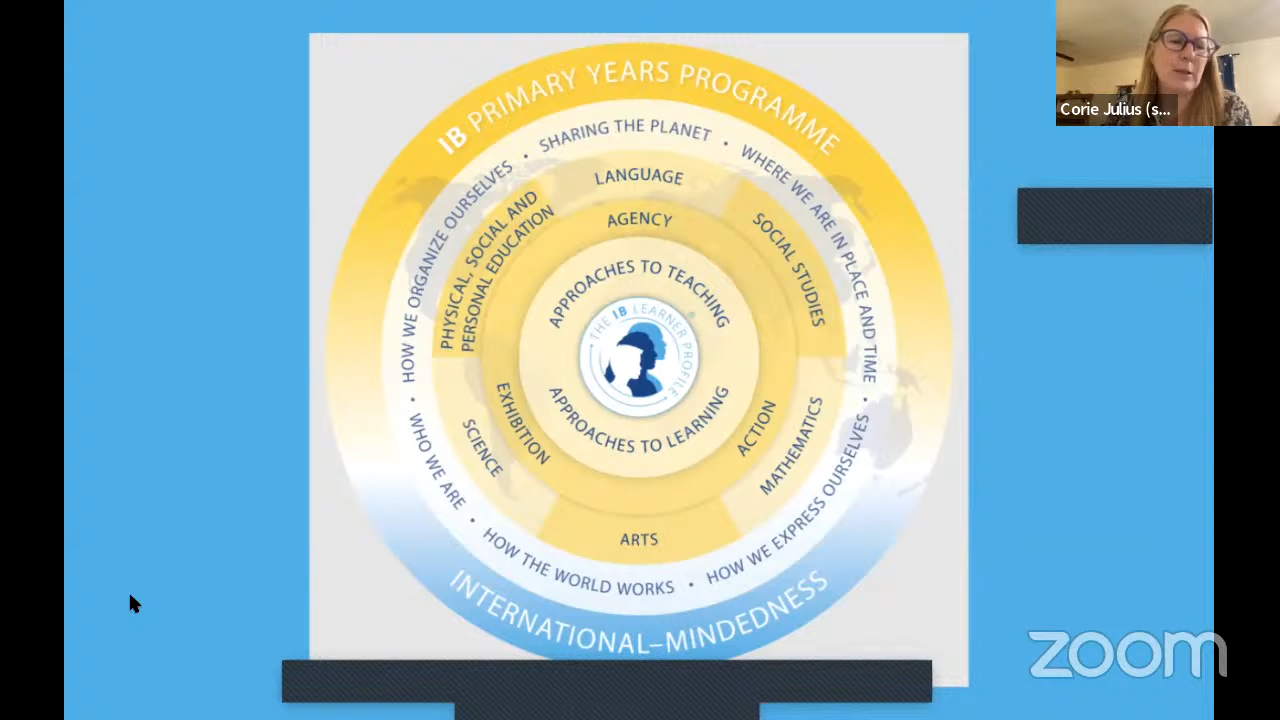 IB PRIMARY YEARS PROGRAMME
SHARING THE PLANET
•
WHERE WE ARE IN PLACE AND TIME
•
HOW WE EXPRESS OURSELVES
•
HOW THE WORLD WORKS
•
WHO WE ARE
•
HOW WE ORGANIZE OURSELVES
•
LANGUAGE
SOCIAL STUDIES
MATHEMATICS
ARTS
SCIENCE
PHYSICAL, SOCIAL AND
PERSONAL EDUCATION
AGENCY
ACTION
EXHIBITION
APPROACHES TO TEACHING
APPROACHES TO LEARNING
THE IB LEARNER PROFILE
INTERNATIONAL–MINDEDNESS
Corie Julius (s...
zoom